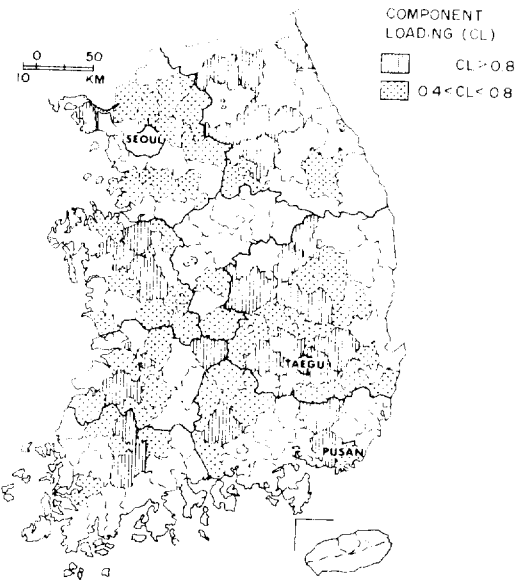 COMPONENT
LOADING (CL)
CL > 0.8
0.4 < CL < 0.8
0 50
10 KM
SEOUL
TAEGU
PUSAN